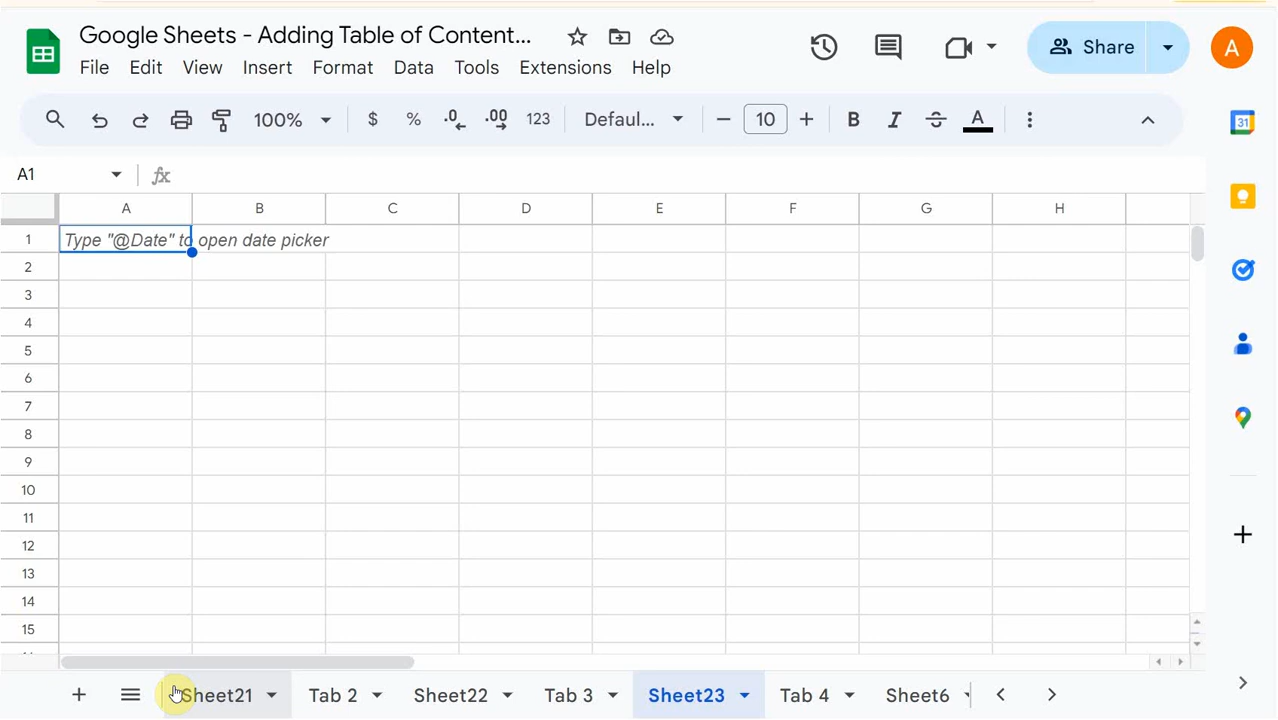 Google Sheets - Adding Table of Content...
File Edit View Insert Format Data Tools Extensions Help
Share
A
100% $ % .0 .00 123 Defaul... 10 B I S A
31
A1 fx
A B C D E F G H
1 Type "@Date" to open date picker
2
3
4
5
6
7
8
9
10
11
12
13
14
15
Sheet21 Tab 2 Sheet22 Tab 3 Sheet23 Tab 4 Sheet6